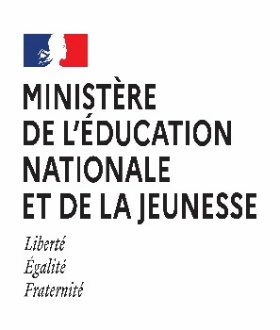 MINISTÈRE
DE L'ÉDUCATION
NATIONALE
ET DE LA JEUNESSE
Liberté
Égalité
Fraternité